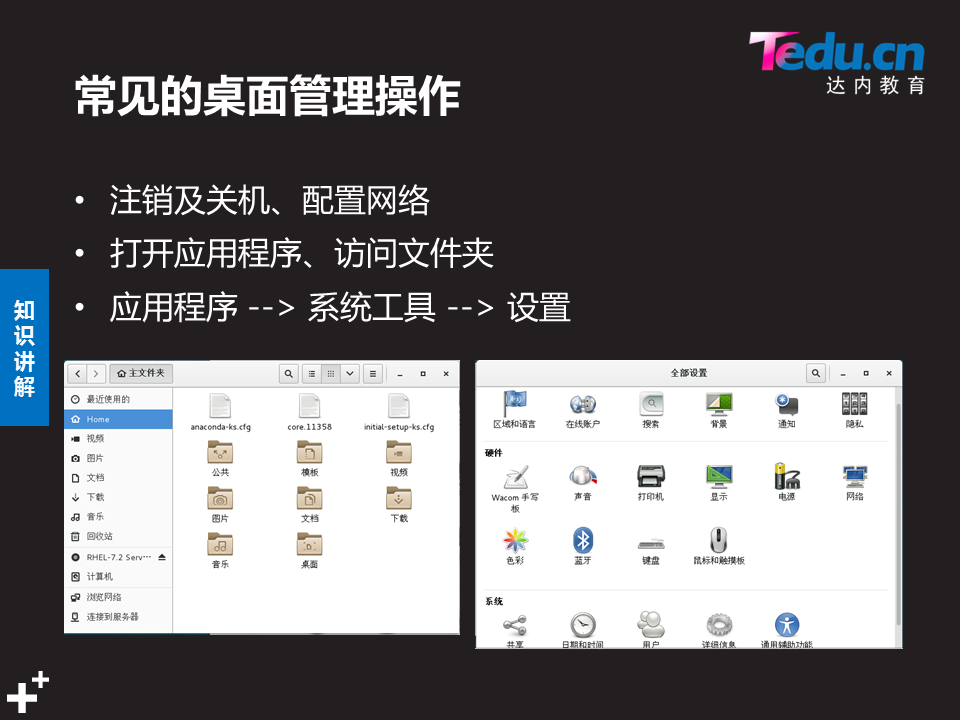 Tedu.cn
达内教育
常见的桌面管理操作
• 注销及关机、配置网络
• 打开应用程序、访问文件夹
• 应用程序 --> 系统工具 --> 设置
知识讲解
主文件夹
最近使用的
Home
视频
图片
文档
下载
音乐
回收站
RHEL-7.2 Serv…
计算机
浏览网络
连接到服务器
anaconda-ks.cfg core.11358 initial-setup-ks.cfg
公共 模板 视频
图片 文档 下载
音乐 桌面
全部设置
区域和语言 在线账户 搜索 背景 通知 隐私
硬件
Wacom 手写板 声音 打印机 显示 电源 网络
色彩 蓝牙 键盘 鼠标和触摸板
系统
共享 日期和时间 用户 详细信息 通用辅助功能